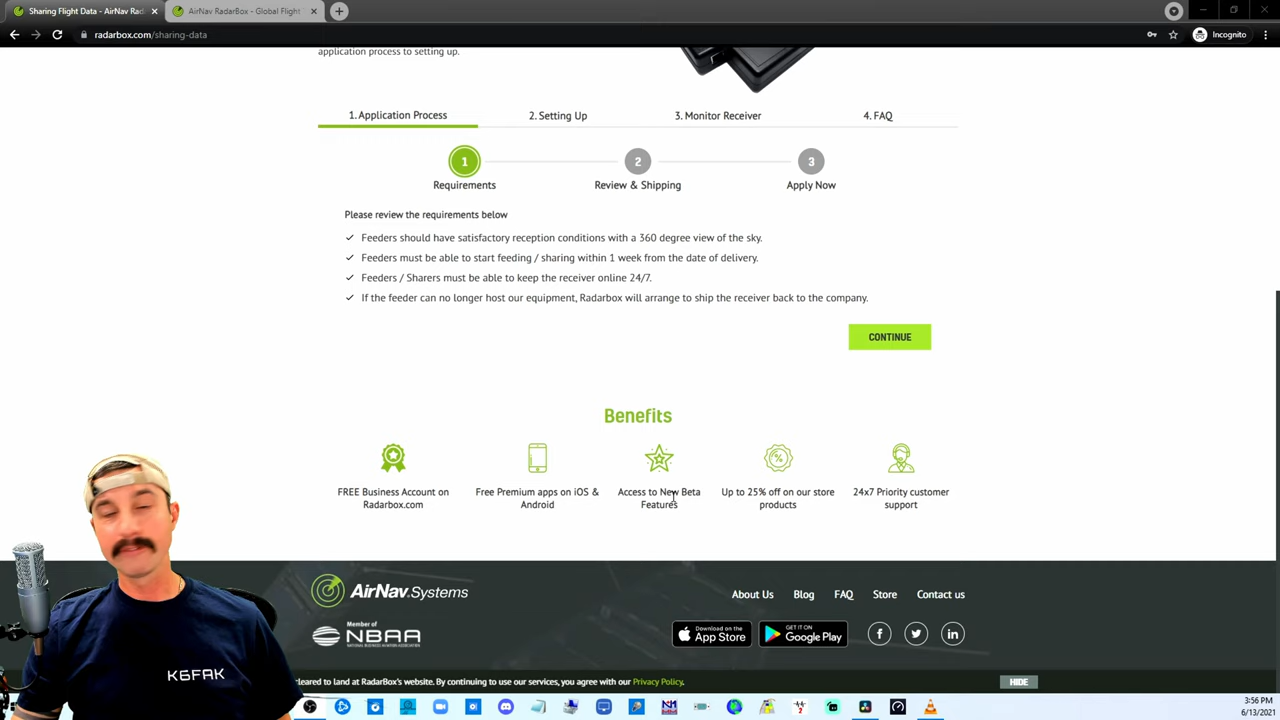 Sharing Flight Data - AirNav Rad
AirNav RadarBox - Global Flight
radarbox.com/sharing-data
Incognito
application process to setting up.
1. Application Process
2. Setting Up
3. Monitor Receiver
4. FAQ
1
2
3
Requirements
Review & Shipping
Apply Now
Please review the requirements below
Feeders should have satisfactory reception conditions with a 360 degree view of the sky.
Feeders must be able to start feeding / sharing within 1 week from the date of delivery.
Feeders / Sharers must be able to keep the receiver online 24/7.
If the feeder can no longer host our equipment, Radarbox will arrange to ship the receiver back to the company.
CONTINUE
Benefits
FREE Business Account on
Radarbox.com
Free Premium apps on iOS &
Android
Access to New Beta
Features
Up to 25% off on our store
products
24x7 Priority customer
support
AirNav.Systems
About Us
Blog
FAQ
Store
Contact us
Member of
NBAA
NATIONAL BUSINESS AVIATION ASSOCIATION
Download on the
App Store
GET IT ON
Google Play
K6FAK
cleared to land at RadarBox's website. By continuing to use our services, you agree with our Privacy Policy.
HIDE
3:56 PM
6/13/2021